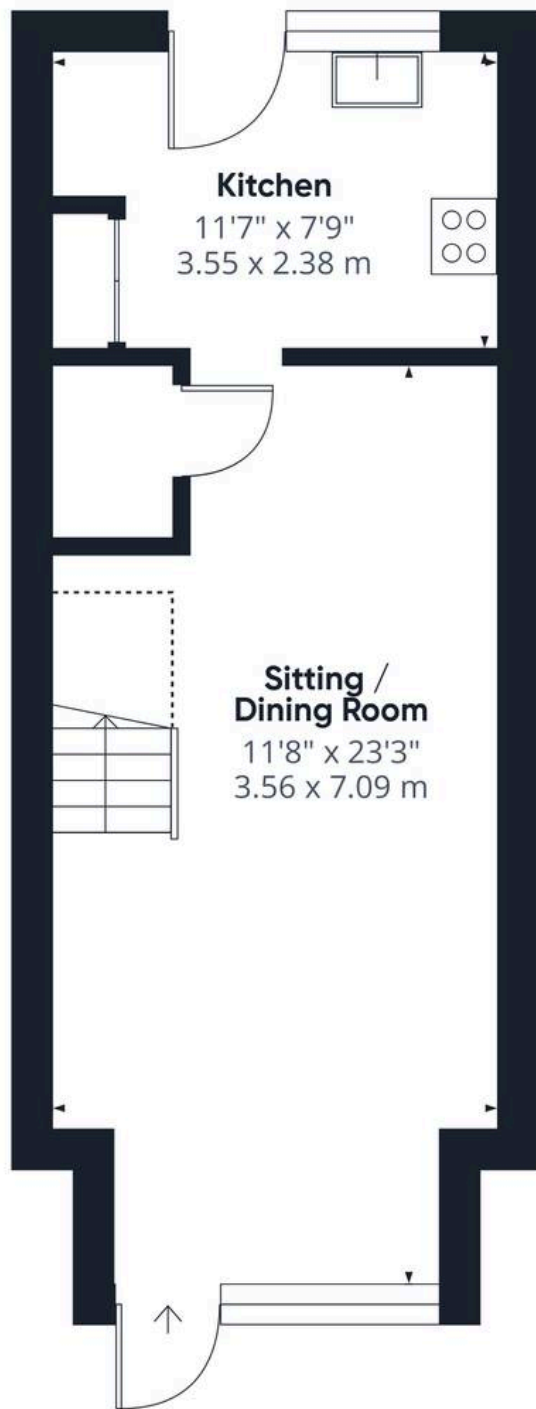 Kitchen
11'7" x 7'9"
3.55 x 2.38 m
Sitting /
Dining Room
11'8" x 23'3"
3.56 x 7.09 m